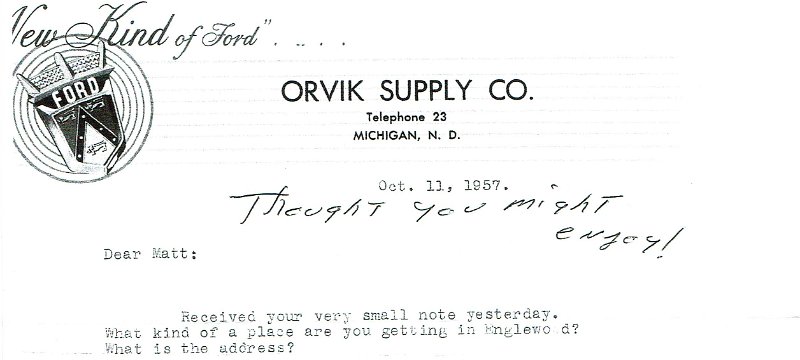 New Kind of Ford". . . . .
FORD
ORVIK SUPPLY CO.
Telephone 23
MICHIGAN, N. D.
Oct. 11, 1957.
Thought you might
enjoy!
Dear Matt:
Received your very small note yesterday.
What kind of a place are you getting in Englewood?
What is the address?